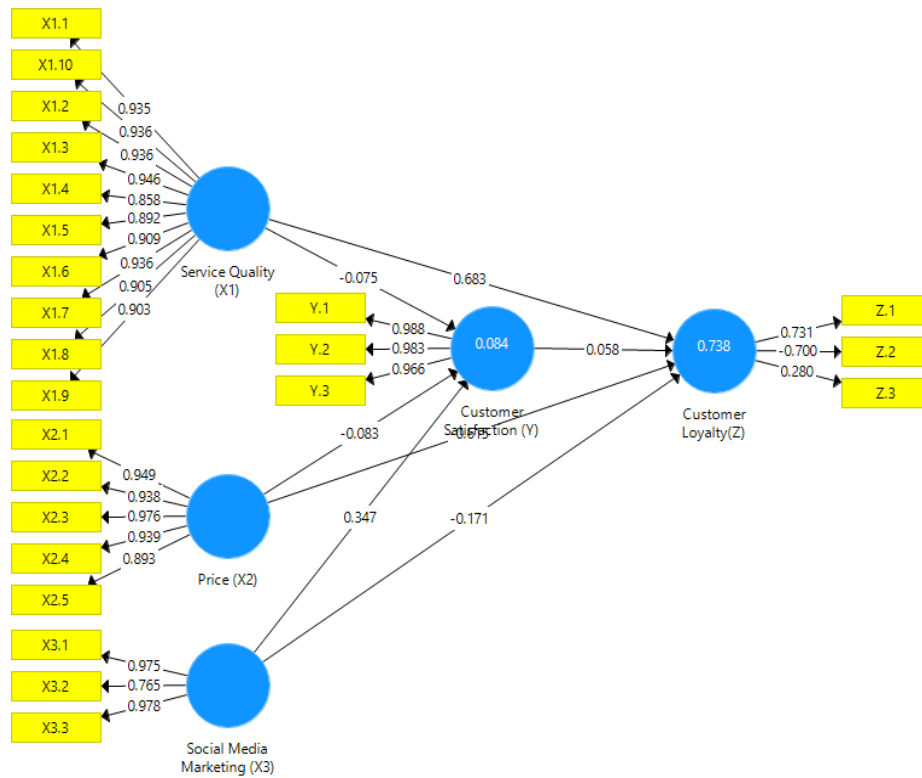 X1.1
X1.10
X1.2
X1.3
X1.4
X1.5
X1.6
X1.7
X1.8
X1.9
0.935
0.936
0.936
0.946
0.858
0.892
0.909
0.936
0.905
0.903
Service Quality
(X1)
-0.075
0.683
Y.1
Y.2
Y.3
0.988
0.983
0.966
0.084
Customer
Satisfaction (Y)
0.058
0.738
Customer
Loyalty(Z)
0.731
-0.700
0.280
Z.1
Z.2
Z.3
X2.1
X2.2
X2.3
X2.4
X2.5
0.949
0.938
0.976
0.939
0.893
Price (X2)
-0.083
0.347
-0.171
X3.1
X3.2
X3.3
0.975
0.765
0.978
Social Media
Marketing (X3)